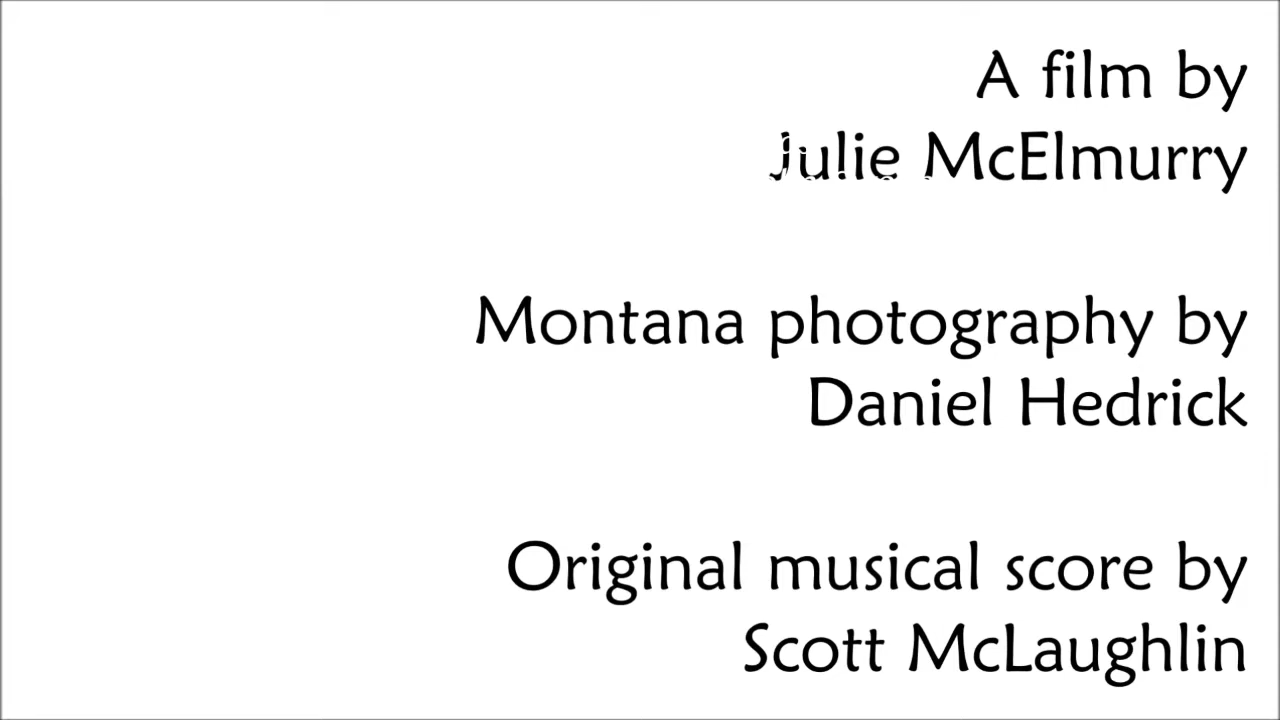 A film by
Julie McElmurry
Montana photography by
Daniel Hedrick
Original musical score by
Scott McLaughlin